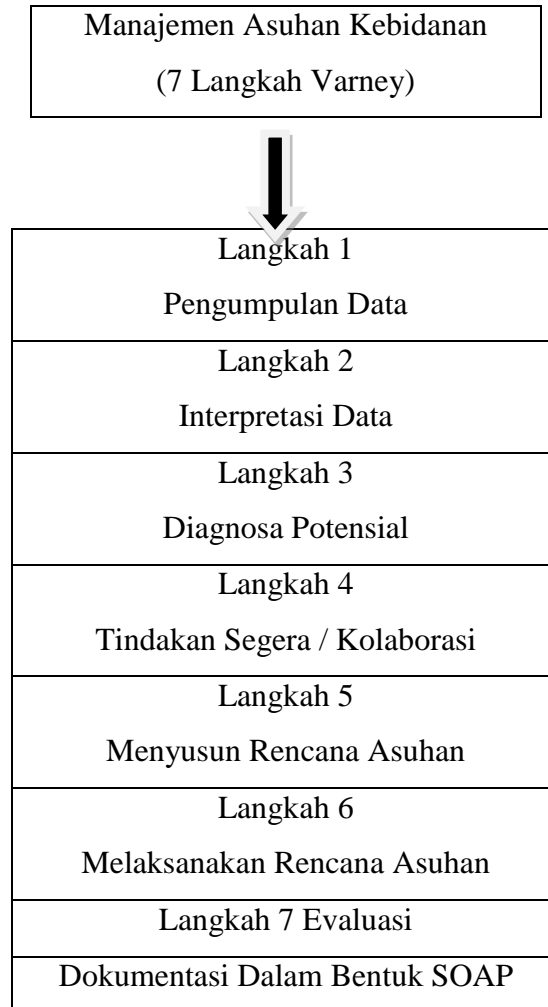 Manajemen Asuhan Kebidanan
(7 Langkah Varney)
Langkah 1
Pengumpulan Data
Langkah 2
Interpretasi Data
Langkah 3
Diagnosa Potensial
Langkah 4
Tindakan Segera / Kolaborasi
Langkah 5
Menyusun Rencana Asuhan
Langkah 6
Melaksanakan Rencana Asuhan
Langkah 7 Evaluasi
Dokumentasi Dalam Bentuk SOAP